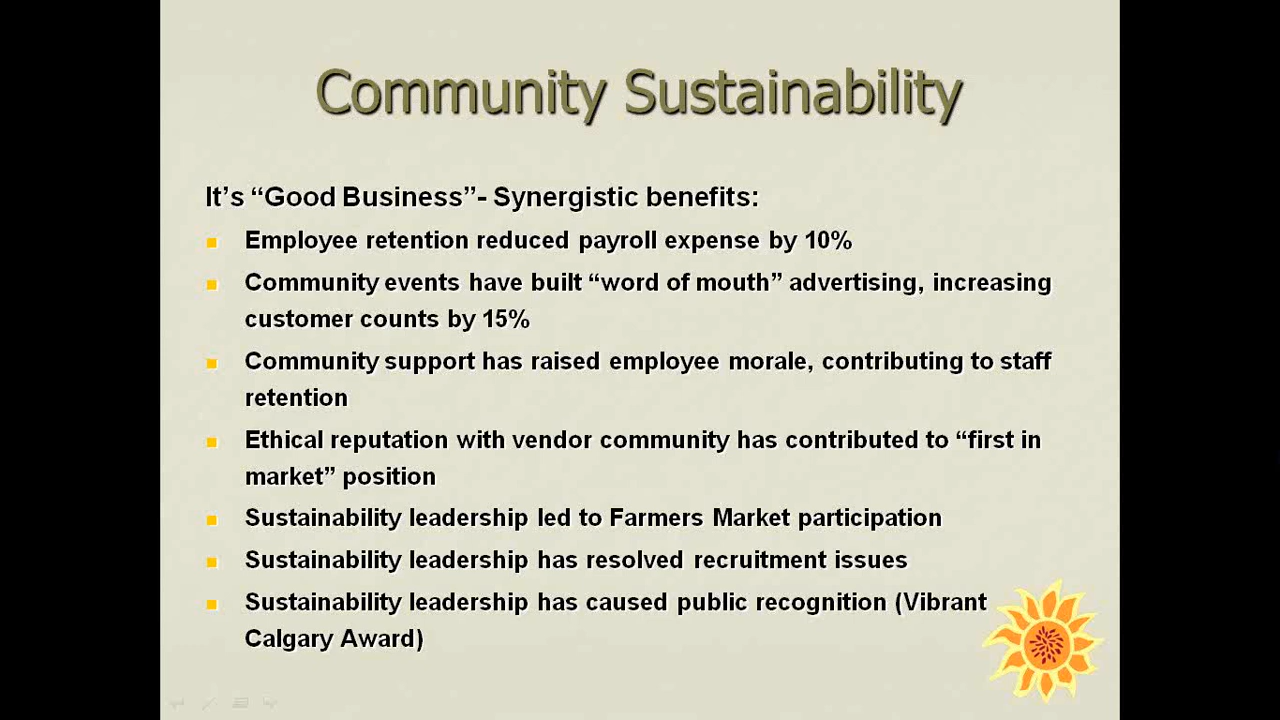 Community Sustainability
It’s “Good Business”- Synergistic benefits:
Employee retention reduced payroll expense by 10%
Community events have built “word of mouth” advertising, increasing
customer counts by 15%
Community support has raised employee morale, contributing to staff
retention
Ethical reputation with vendor community has contributed to “first in
market” position
Sustainability leadership led to Farmers Market participation
Sustainability leadership has resolved recruitment issues
Sustainability leadership has caused public recognition (Vibrant
Calgary Award)